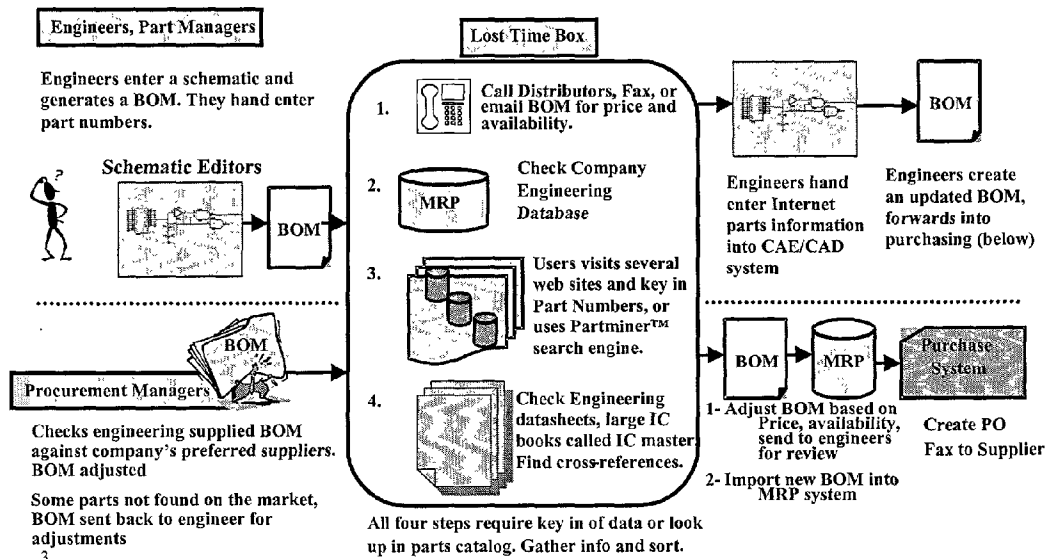 Engineers, Part Managers
Engineers enter a schematic and
generates a BOM. They hand enter
part numbers.
Schematic Editors
?
BOM
Lost Time Box
1.
Call Distributors, Fax, or
email BOM for price and
availability.
2.
MRP
Check Company
Engineering
Database
3.
Users visits several
web sites and key in
Part Numbers, or
uses Partminer™
search engine.
4.
Check Engineering
datasheets, large IC
books called IC master
Find cross-references.
All four steps require key in of data or look
up in parts catalog. Gather info and sort.
BOM
Engineers hand
enter Internet
parts information
into CAE/CAD
system
Engineers create
an updated BOM,
forwards into
purchasing (below)
BOM
Procurement Managers
Checks engineering supplied BOM
against company's preferred suppliers.
BOM adjusted
Some parts not found on the market,
BOM sent back to engineer for
adjustments
3
BOM
MRP
Purchase
System
1- Adjust BOM based on
Price, availability,
send to engineers
for review
2- Import new BOM into
MRP system
Create PO
Fax to Supplier